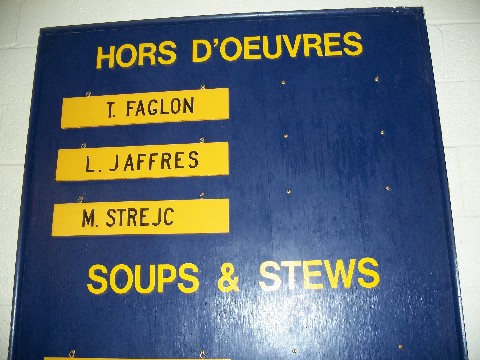 HORS D'OEUVRES
T. FAGLON
L. JAFFRES
M. STREJC
SOUPS & STEWS